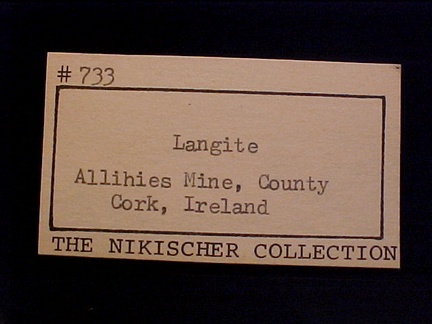 # 733
Langite
Allihies Mine, County
Cork, Ireland
THE NIKISCHER COLLECTION